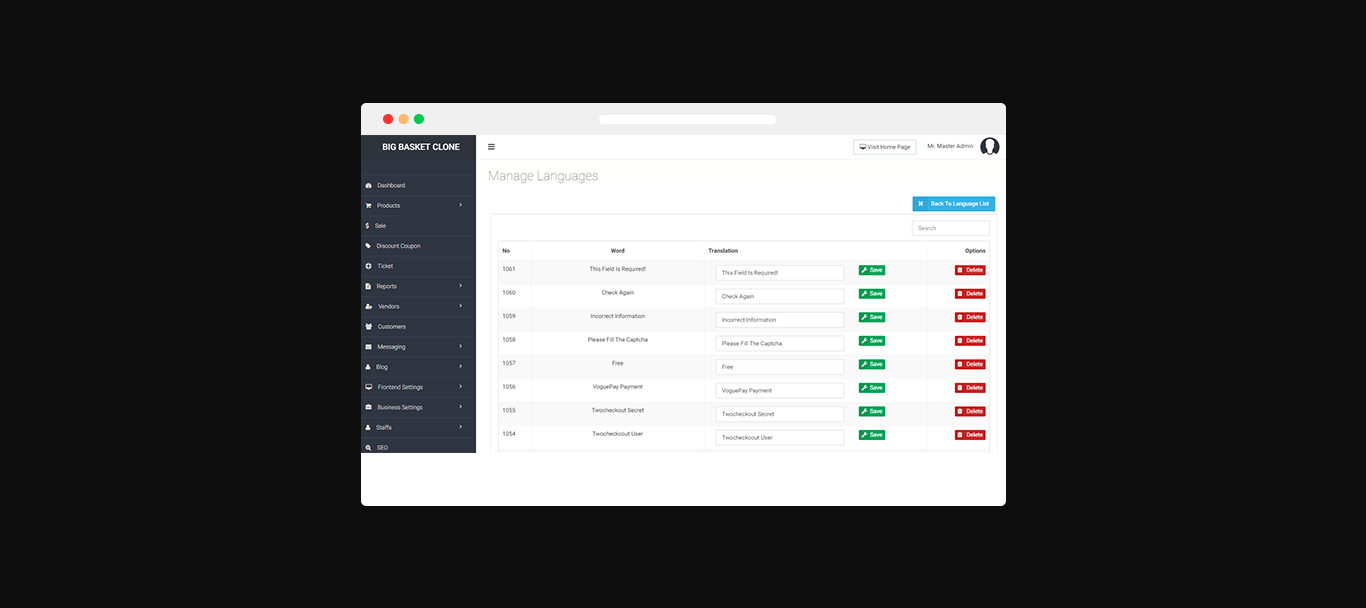 BIG BASKET CLONE
Visit Home Page
Mr. Master Admin
Dashboard
Products
Sale
Discount Coupon
Ticket
Reports
Vendors
Customers
Messaging
Blog
Frontend Settings
Business Settings
Staffs
SEO
Manage Languages
Back To Language List
Search
No Word Translation Options
1061 This Field Is Required! This Field Is Required! Save Delete
1060 Check Again Check Again Save Delete
1059 Incorrect Information Incorrect Information Save Delete
1058 Please Fill The Captcha Please Fill The Captcha Save Delete
1057 Free Free Save Delete
1056 VoguePay Payment VoguePay Payment Save Delete
1055 Twocheckout Secret Twocheckout Secret Save Delete
1054 Twocheckcout User Twocheckcout User Save Delete